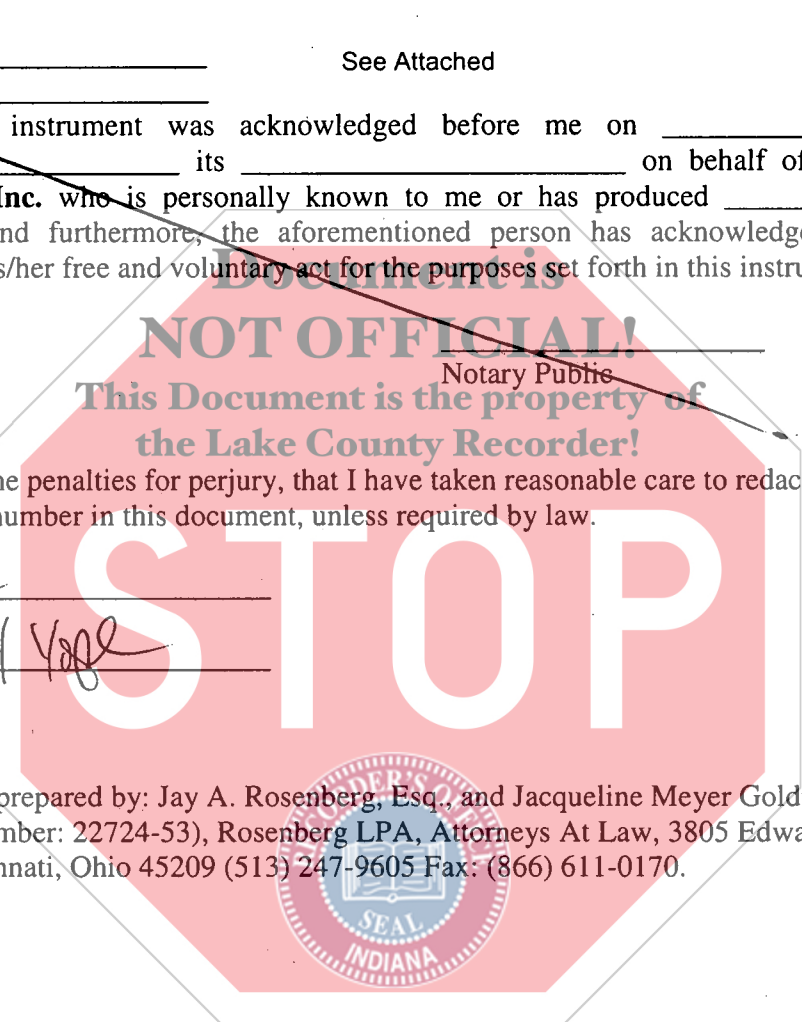 See Attached
instrument was acknowledged before me on
its on behalf of
Inc. who is personally known to me or has produced
nd furthermore, the aforementioned person has acknowledge
s/her free and voluntary act for the purposes set forth in this instru
Document is
NOT OFFICIAL!
Notary Public
This Document is the property of
the Lake County Recorder!
he penalties for perjury, that I have taken reasonable care to redac
number in this document, unless required by law.
STOP
prepared by: Jay A. Rosenberg, Esq., and Jacqueline Meyer Gold
mber: 22724-53), Rosenberg LPA, Attorneys At Law, 3805 Edwa
nnati, Ohio 45209 (513) 247-9605 Fax: (866) 611-0170.
SEAL
INDIANA